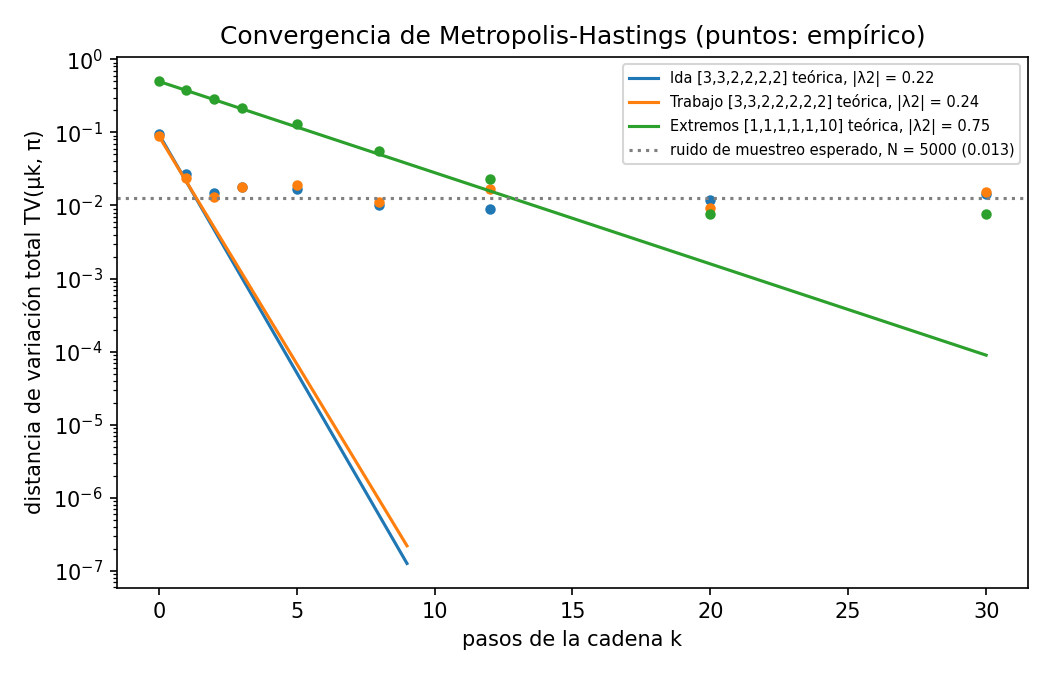 Convergencia de Metropolis-Hastings (puntos: empírico)
Ida [3,3,2,2,2,2] teórica, |λ2| = 0.22
Trabajo [3,3,2,2,2,2,2] teórica, |λ2| = 0.24
Extremos [1,1,1,1,1,10] teórica, |λ2| = 0.75
ruido de muestreo esperado, N = 5000 (0.013)
distancia de variación total TV(μk, π)
10⁰
10⁻¹
10⁻²
10⁻³
10⁻⁴
10⁻⁵
10⁻⁶
10⁻⁷
0 5 10 15 20 25 30
pasos de la cadena k